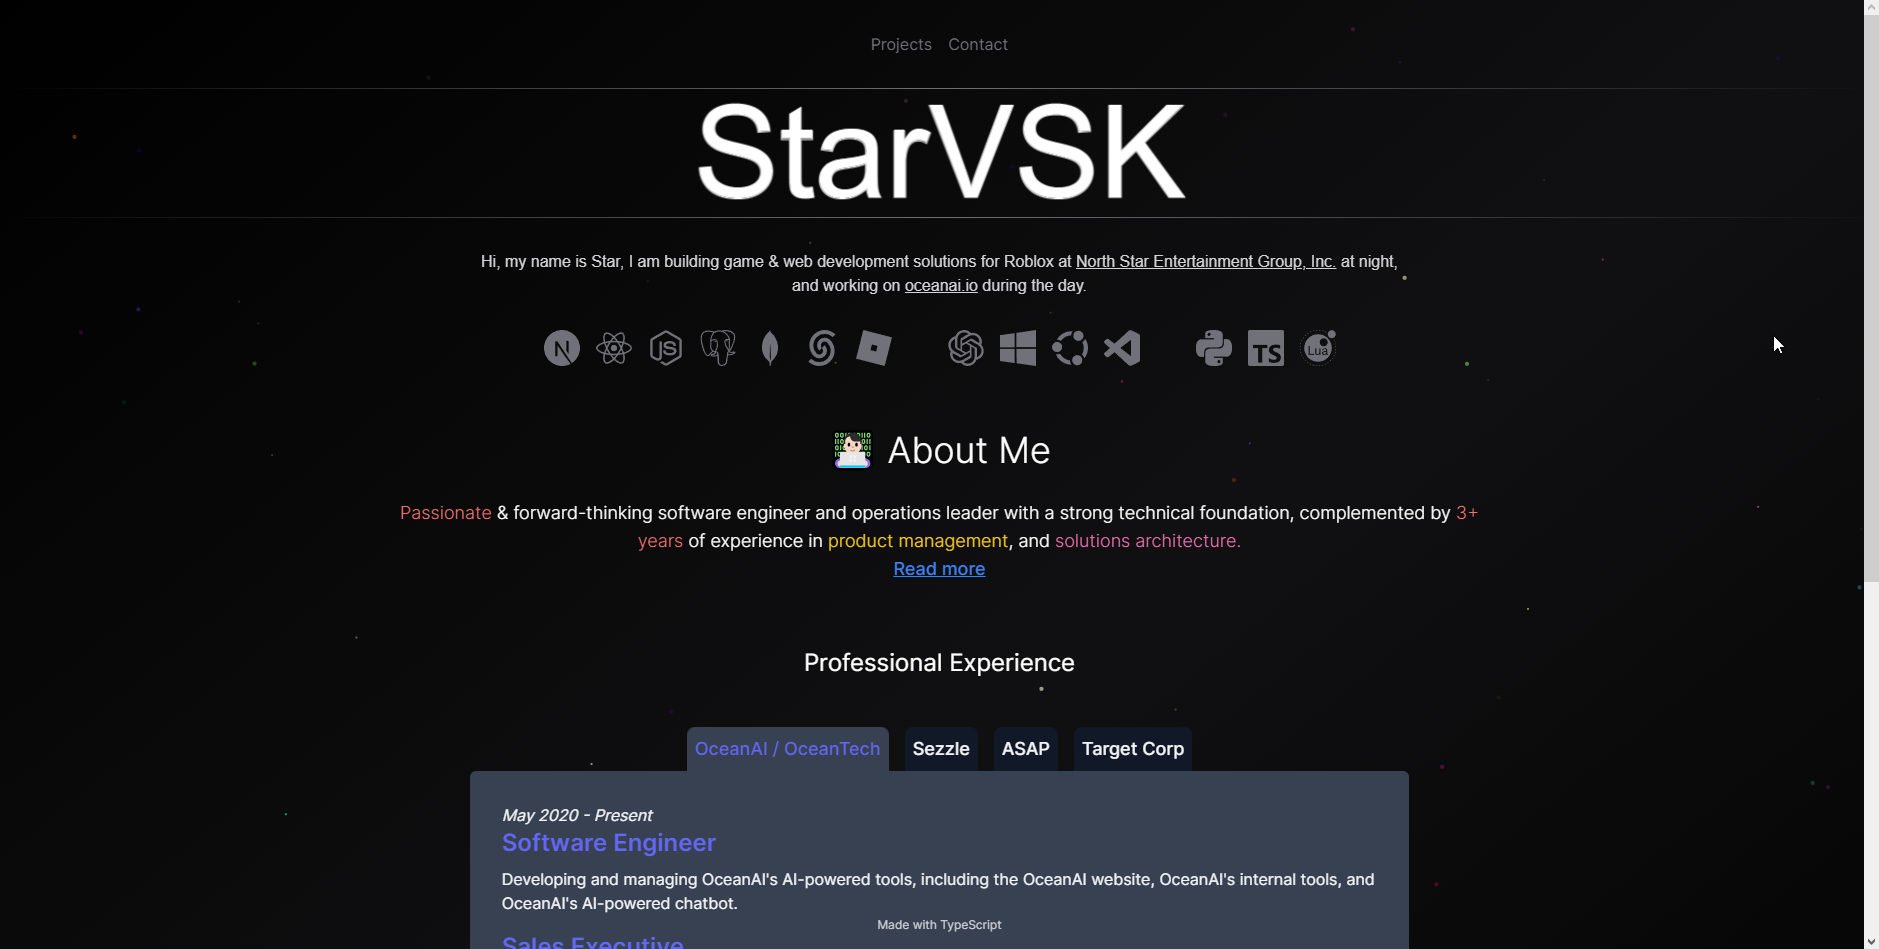 Projects Contact
StarVSK
Hi, my name is Star, I am building game & web development solutions for Roblox at North Star Entertainment Group, Inc. at night,
and working on oceanai.io during the day.
N JS TS Lua
About Me
Passionate & forward-thinking software engineer and operations leader with a strong technical foundation, complemented by 3+
years of experience in product management, and solutions architecture.
Read more
Professional Experience
OceanAI / OceanTech Sezzle ASAP Target Corp
May 2020 - Present
Software Engineer
Developing and managing OceanAI's AI-powered tools, including the OceanAI website, OceanAI's internal tools, and
OceanAI's AI-powered chatbot.
Made with TypeScript
Sales Executive